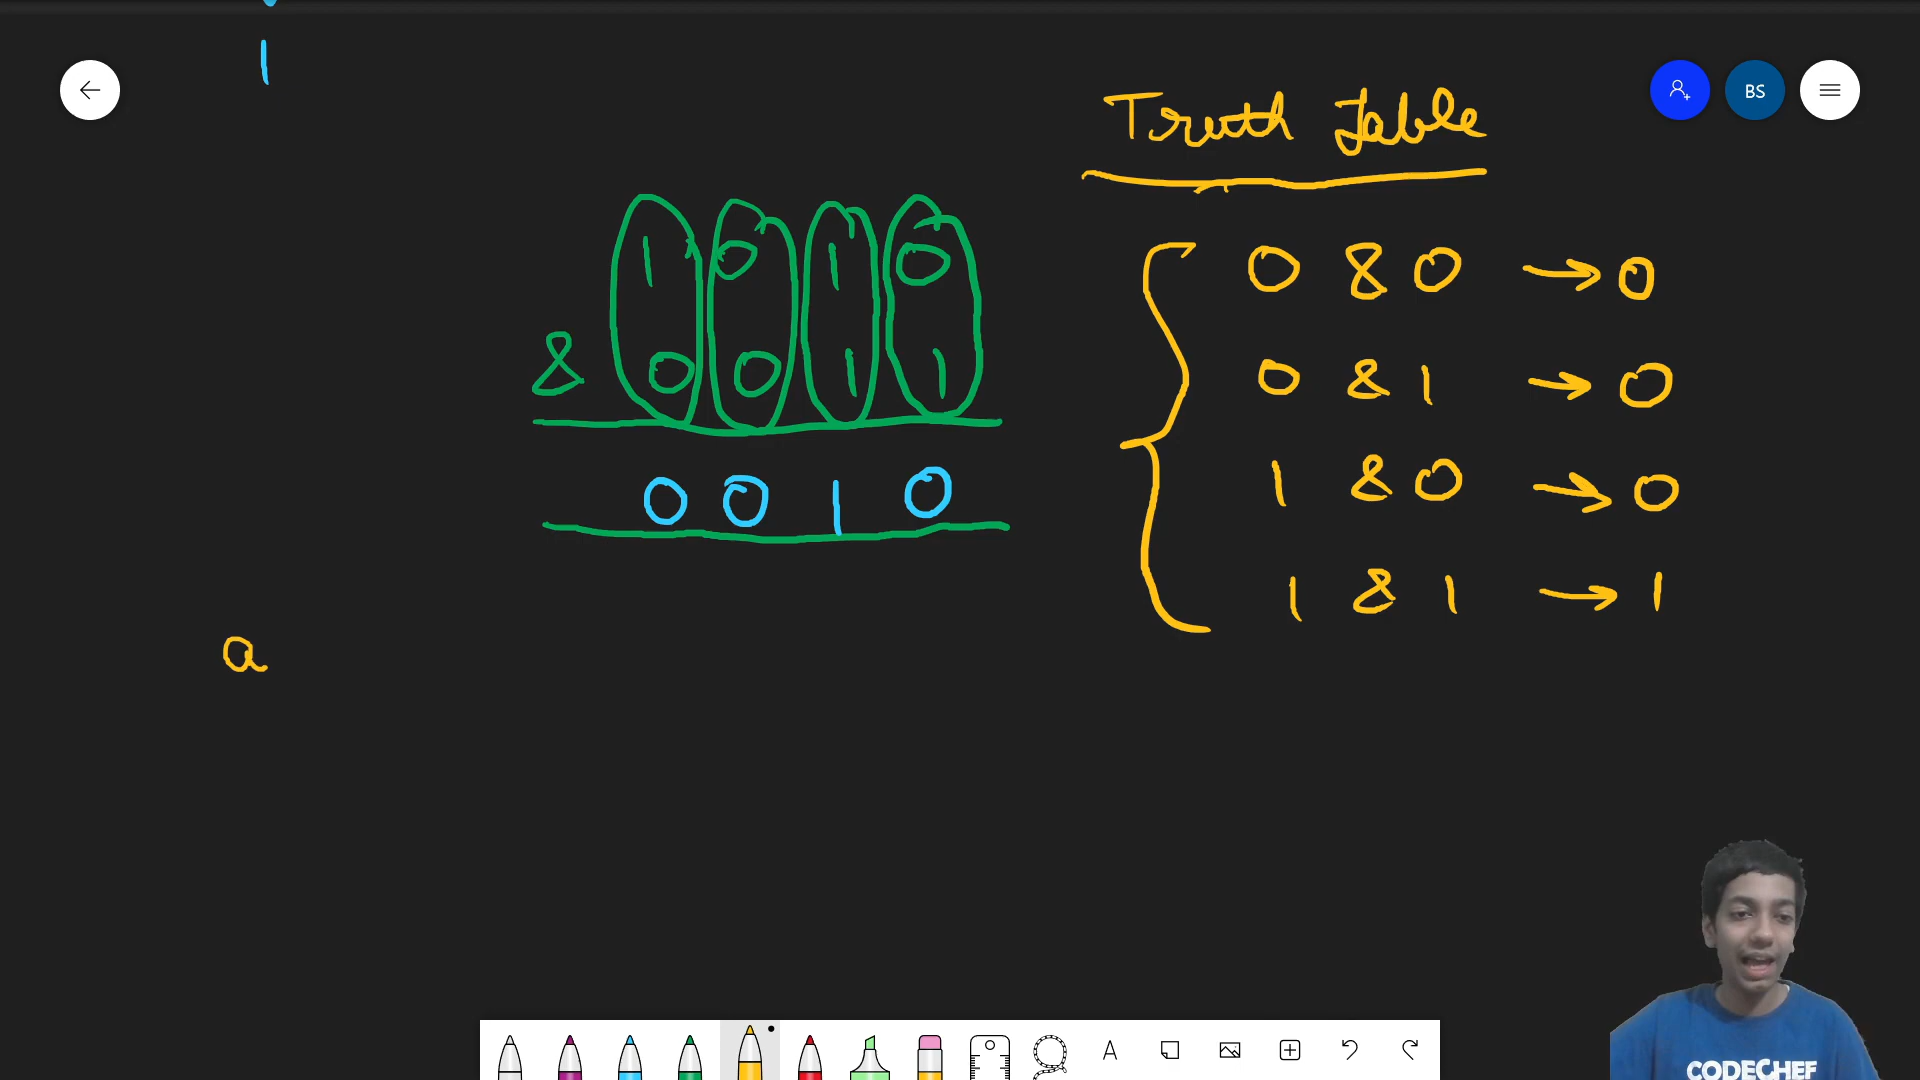 1
BS
Truth Table
1 0 1 0
& 0 0 1 1
0 0 1 0
0 & 0 → 0
0 & 1 → 0
1 & 0 → 0
1 & 1 → 1
a
A
CODECHEF